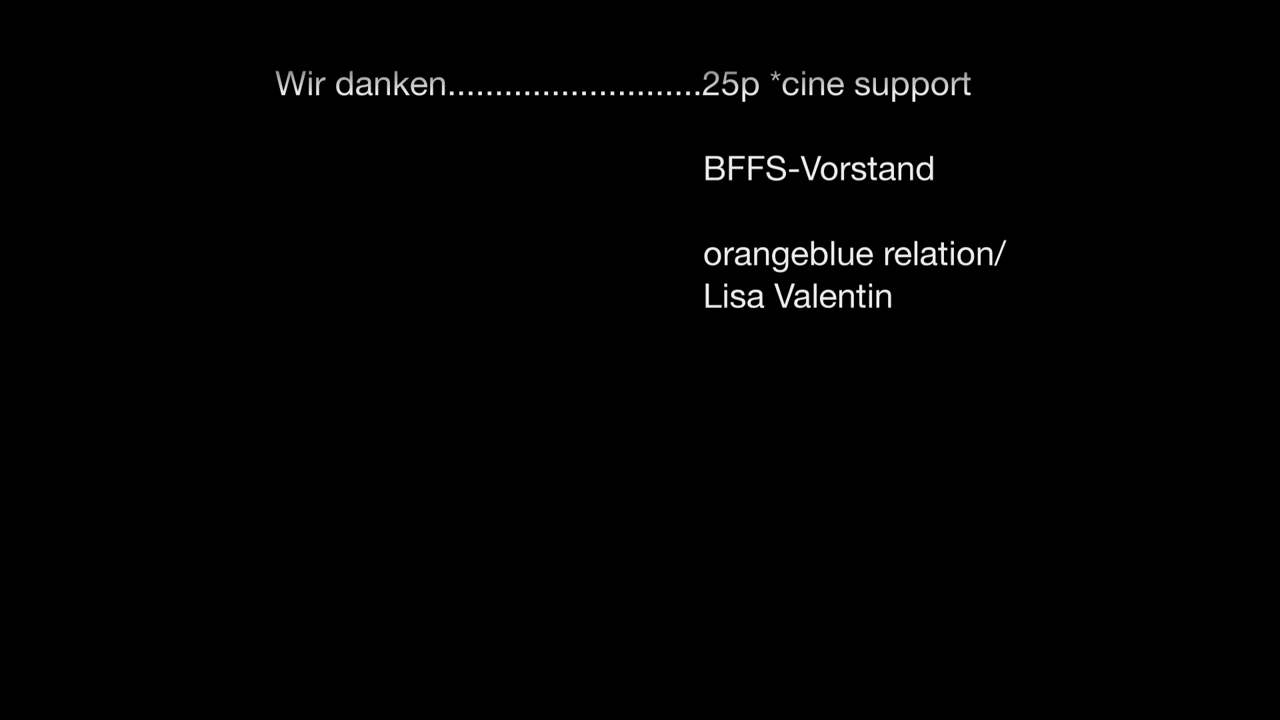 Wir danken...........................25p *cine support
BFFS-Vorstand
orangeblue relation/
Lisa Valentin